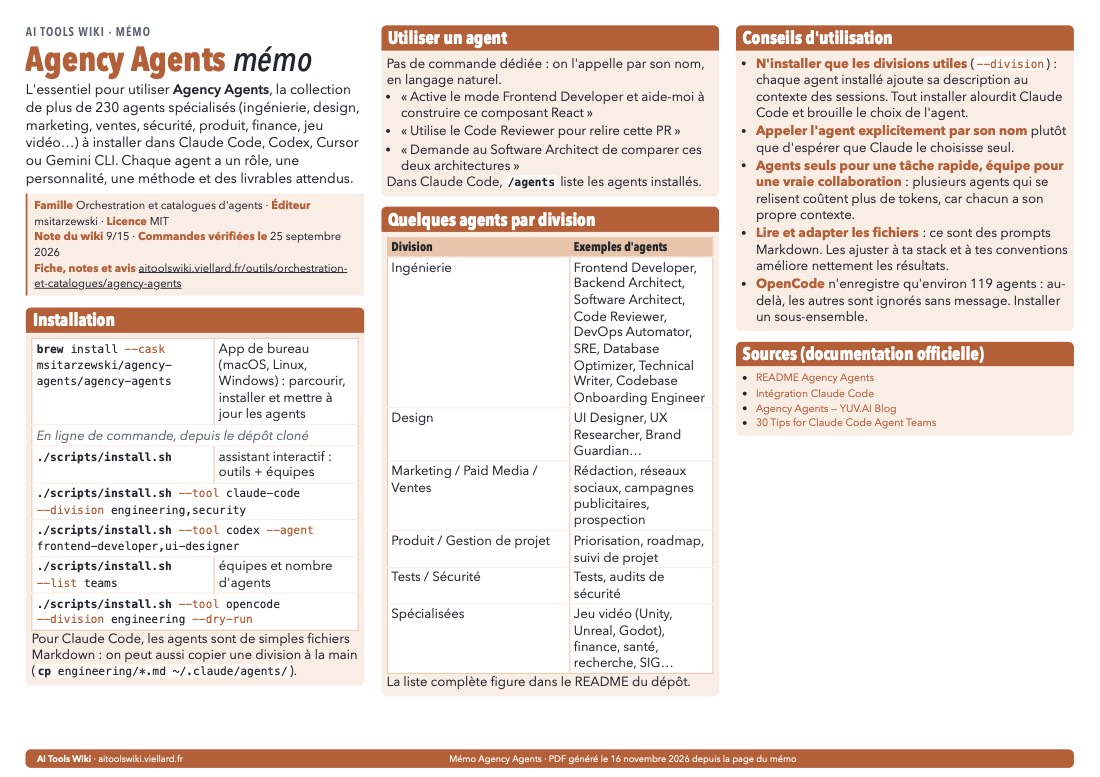 AI TOOLS WIKI · MÉMO
Agency Agents mémo
L'essentiel pour utiliser Agency Agents, la collection
de plus de 230 agents spécialisés (ingénierie, design,
marketing, ventes, sécurité, produit, finance, jeu
vidéo…) à installer dans Claude Code, Codex, Cursor
ou Gemini CLI. Chaque agent a un rôle, une
personnalité, une méthode et des livrables attendus.
Famille Orchestration et catalogues d'agents · Éditeur
msitarzewski · Licence MIT
Note du wiki 9/15 · Commandes vérifiées le 25 septembre
2026
Fiche, notes et avis aitoolswiki.viellard.fr/outils/orchestration-
et-catalogues/agency-agents
Installation
brew install --cask
msitarzewski/agency-
agents/agency-agents
App de bureau
(macOS, Linux,
Windows) : parcourir,
installer et mettre à
jour les agents
En ligne de commande, depuis le dépôt cloné
./scripts/install.sh
assistant interactif :
outils + équipes
./scripts/install.sh --tool claude-code
--division engineering,security
./scripts/install.sh --tool codex --agent
frontend-developer,ui-designer
./scripts/install.sh
--list teams
équipes et nombre
d'agents
./scripts/install.sh --tool opencode
--division engineering --dry-run
Pour Claude Code, les agents sont de simples fichiers
Markdown : on peut aussi copier une division à la main
(cp engineering/*.md ~/.claude/agents/).
Utiliser un agent
Pas de commande dédiée : on l'appelle par son nom,
en langage naturel.
• « Active le mode Frontend Developer et aide-moi à
construire ce composant React »
• « Utilise le Code Reviewer pour relire cette PR »
• « Demande au Software Architect de comparer ces
deux architectures »
Dans Claude Code, /agents liste les agents installés.
Quelques agents par division
Division
Exemples d'agents
Ingénierie
Frontend Developer,
Backend Architect,
Software Architect,
Code Reviewer,
DevOps Automator,
SRE, Database
Optimizer, Technical
Writer, Codebase
Onboarding Engineer
Design
UI Designer, UX
Researcher, Brand
Guardian…
Marketing / Paid Media /
Ventes
Rédaction, réseaux
sociaux, campagnes
publicitaires,
prospection
Produit / Gestion de projet
Priorisation, roadmap,
suivi de projet
Tests / Sécurité
Tests, audits de
sécurité
Spécialisées
Jeu vidéo (Unity,
Unreal, Godot),
finance, santé,
recherche, SIG…
La liste complète figure dans le README du dépôt.
Conseils d'utilisation
• N'installer que les divisions utiles (--division) :
chaque agent installé ajoute sa description au
contexte des sessions. Tout installer alourdit Claude
Code et brouille le choix de l'agent.
• Appeler l'agent explicitement par son nom plutôt
que d'espérer que Claude le choisisse seul.
• Agents seuls pour une tâche rapide, équipe pour
une vraie collaboration : plusieurs agents qui se
relisent coûtent plus de tokens, car chacun a son
propre contexte.
• Lire et adapter les fichiers : ce sont des prompts
Markdown. Les ajuster à ta stack et à tes conventions
améliore nettement les résultats.
• OpenCode n'enregistre qu'environ 119 agents : au-
delà, les autres sont ignorés sans message. Installer
un sous-ensemble.
Sources (documentation officielle)
• README Agency Agents
• Intégration Claude Code
• Agency Agents — YUV.AI Blog
• 30 Tips for Claude Code Agent Teams
AI Tools Wiki · aitoolswiki.viellard.fr
Mémo Agency Agents · PDF généré le 16 novembre 2026 depuis la page du mémo